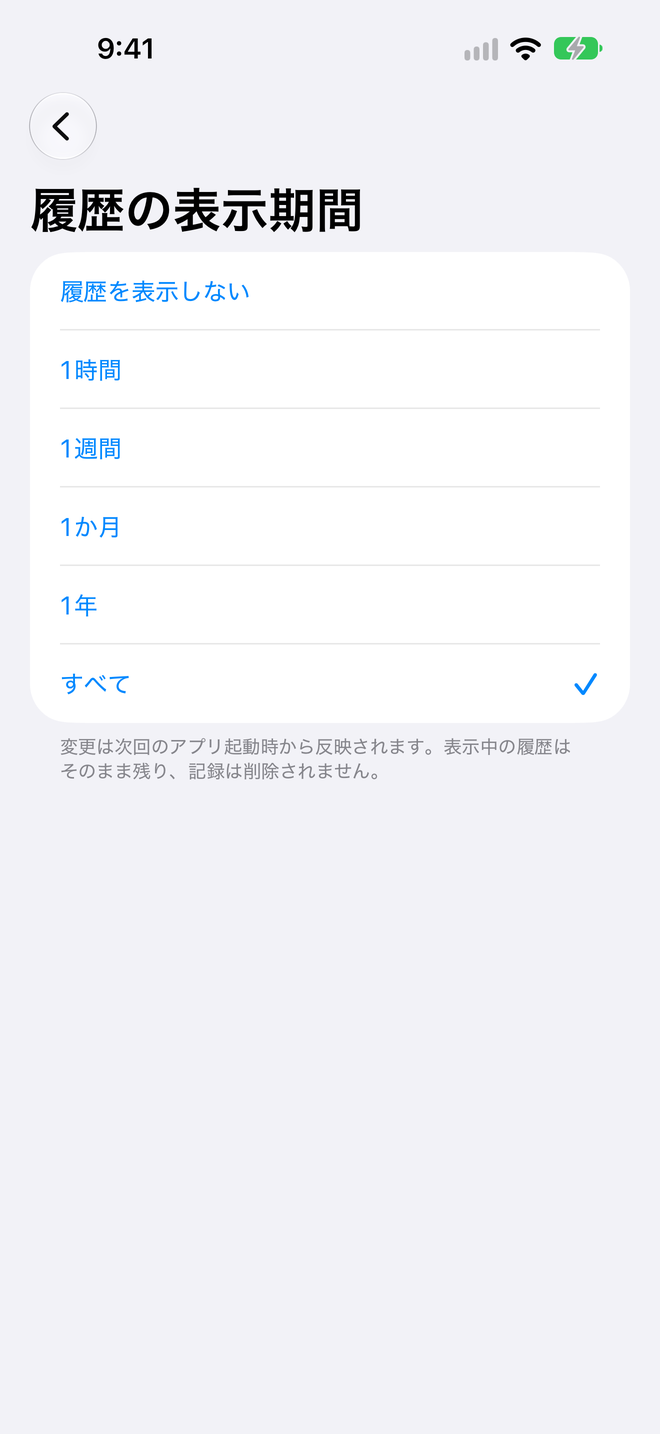 9:41
履歴の表示期間
履歴を表示しない
1時間
1週間
1か月
1年
すべて
変更は次回のアプリ起動時から反映されます。表示中の履歴は
そのまま残り、記録は削除されません。